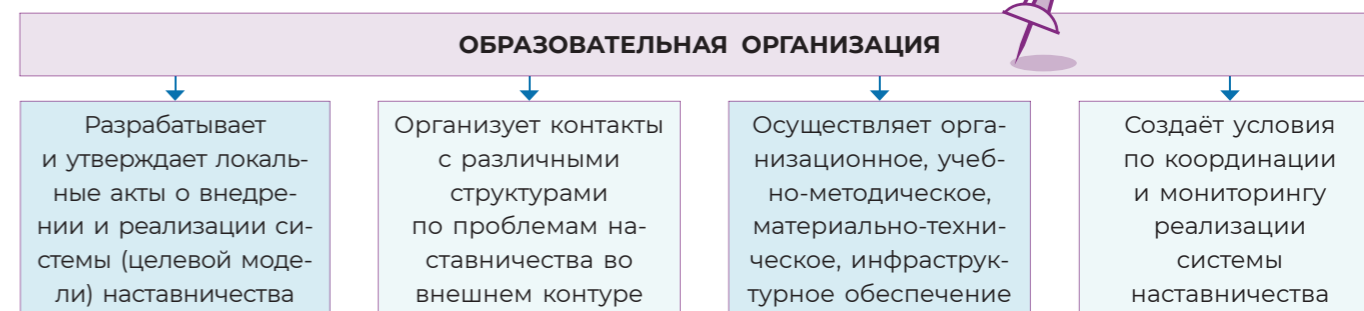 ОБРАЗОВАТЕЛЬНАЯ ОРГАНИЗАЦИЯ
Разрабатывает
и утверждает локаль-
ные акты о внедре-
нии и реализации си-
стемы (целевой моде-
ли) наставничества
Организует контакты
с различными
структурами
по проблемам на-
ставничества во
внешнем контуре
Осуществляет орга-
низационное, учеб-
но-методическое,
материально-техни-
ческое, инфраструк-
турное обеспечение
Создаёт условия
по координации
и мониторингу
реализации
системы
наставничества